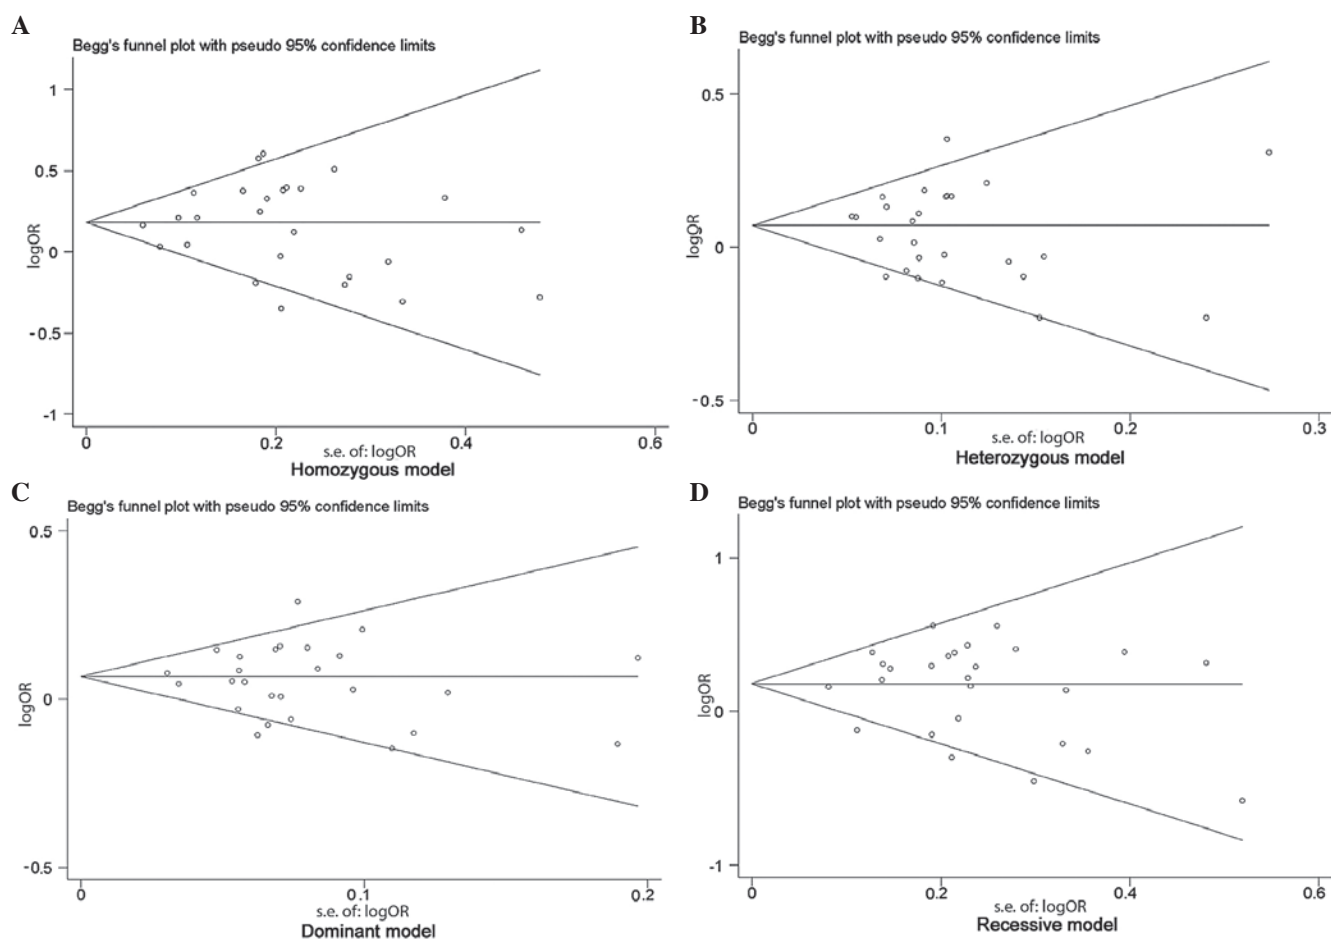 A
Begg's funnel plot with pseudo 95% confidence limits
1
0.5
0
-0.5
-1
logOR
0
0.2
0.4
0.6
s.e. of: logOR
Homozygous model
B
Begg's funnel plot with pseudo 95% confidence limits
0.5
0
-0.5
logOR
0
0.1
0.2
0.3
s.e. of: logOR
Heterozygous model
C
Begg's funnel plot with pseudo 95% confidence limits
0.5
0
-0.5
logOR
0
0.1
0.2
s.e. of: logOR
Dominant model
D
Begg's funnel plot with pseudo 95% confidence limits
1
0
-1
logOR
0
0.2
0.4
0.6
s.e. of: logOR
Recessive model